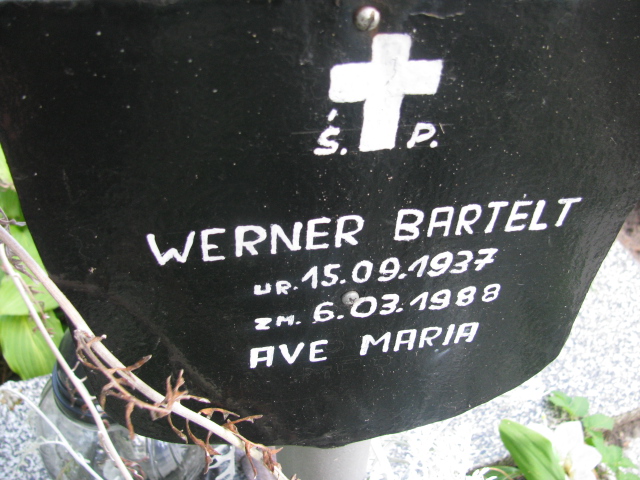 Ś. P.
WERNER BARTELT
UR. 15.09.1937
ZM. 6.03.1988
AVE MARIA